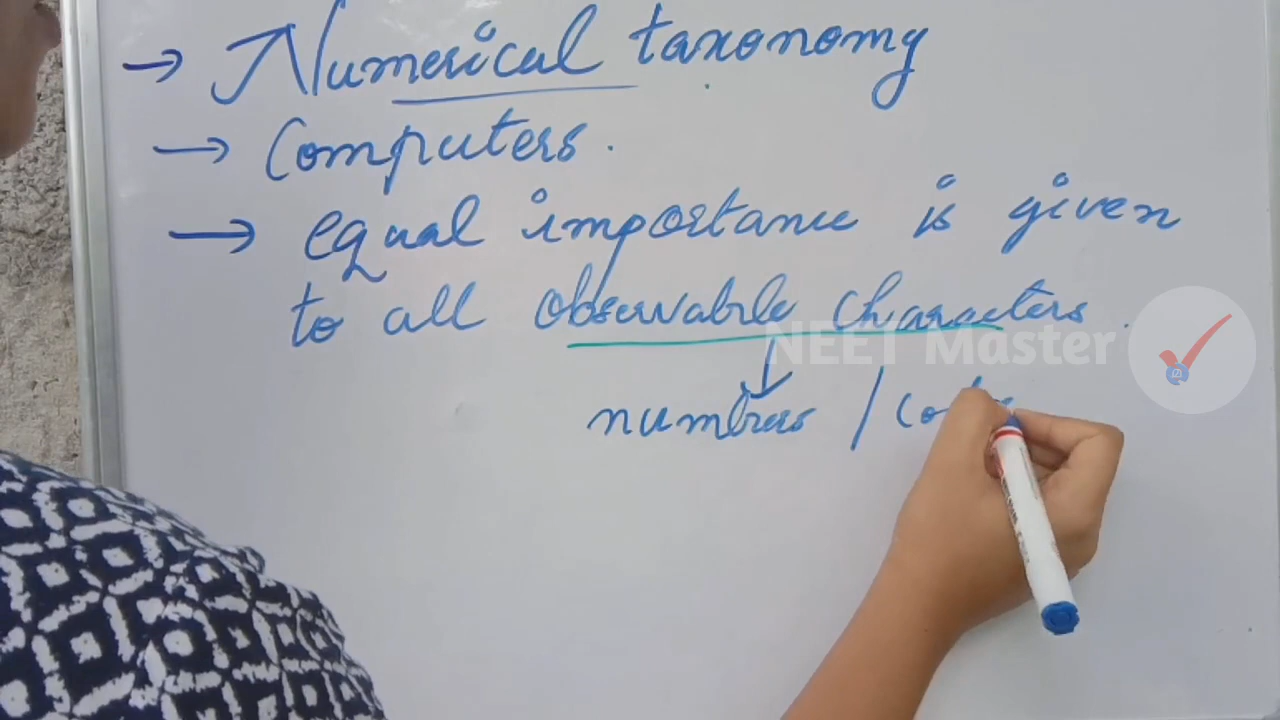 → Numerical taxonomy
→ Computers.
→ equal importance is given
to all observable characters.
NEET Master
numbers /